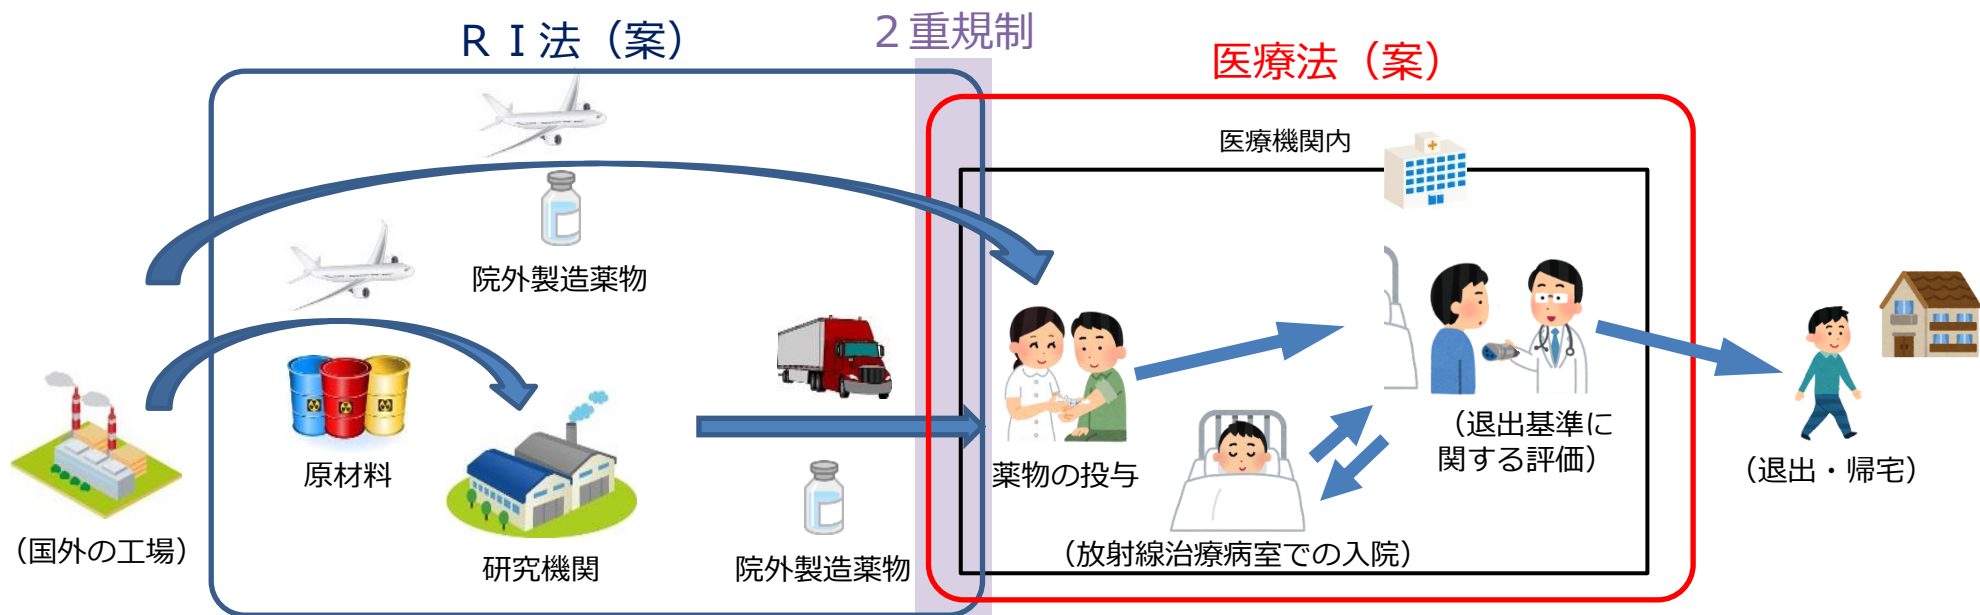 ２重規制
ＲＩ法（案）
医療法（案）
医療機関内
院外製造薬物
原材料
（国外の工場）
研究機関
院外製造薬物
薬物の投与
（放射線治療病室での入院）
（退出基準に
関する評価）
（退出・帰宅）